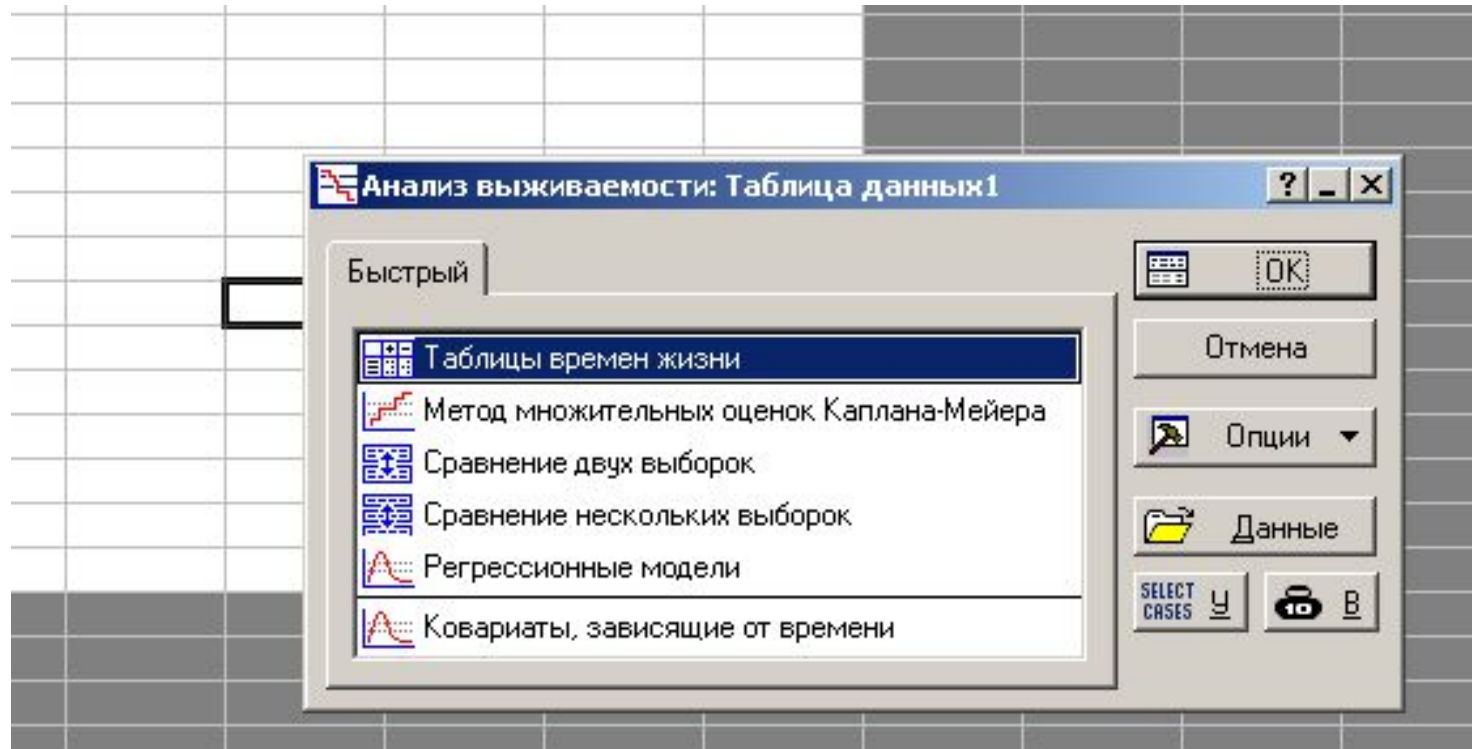 Анализ выживаемости: Таблица данных1
Быстрый
Таблицы времен жизни
Метод множительных оценок Каплана-Мейера
Сравнение двух выборок
Сравнение нескольких выборок
Регрессионные модели
Ковариаты, зависящие от времени
OK
Отмена
Опции
Данные
SELECT
CASES У
10 В